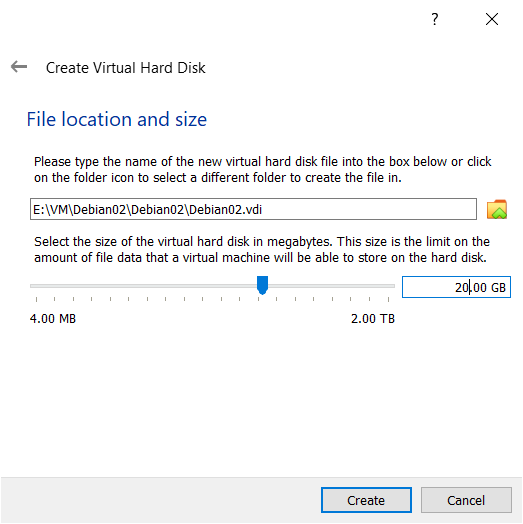 ?
Create Virtual Hard Disk
File location and size
Please type the name of the new virtual hard disk file into the box below or click
on the folder icon to select a different folder to create the file in.
E:\VM\Debian02\Debian02\Debian02.vdi
Select the size of the virtual hard disk in megabytes. This size is the limit on the
amount of file data that a virtual machine will be able to store on the hard disk.
20.00 GB
4.00 MB 2.00 TB
Create Cancel